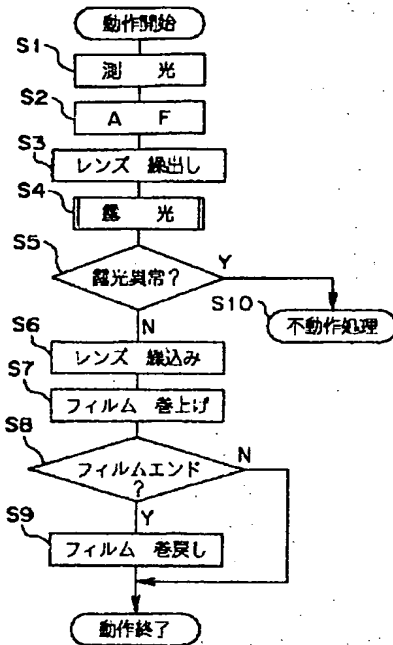 動作開始
S1
測 光
S2
A F
S3
レンズ 繰出し
S4
露 光
S5
露光異常?
Y
S10
不動作処理
N
S6
レンズ 繰込み
S7
フィルム 巻上げ
S8
フィルムエンド
?
N
Y
S9
フィルム 巻戻し
動作終了